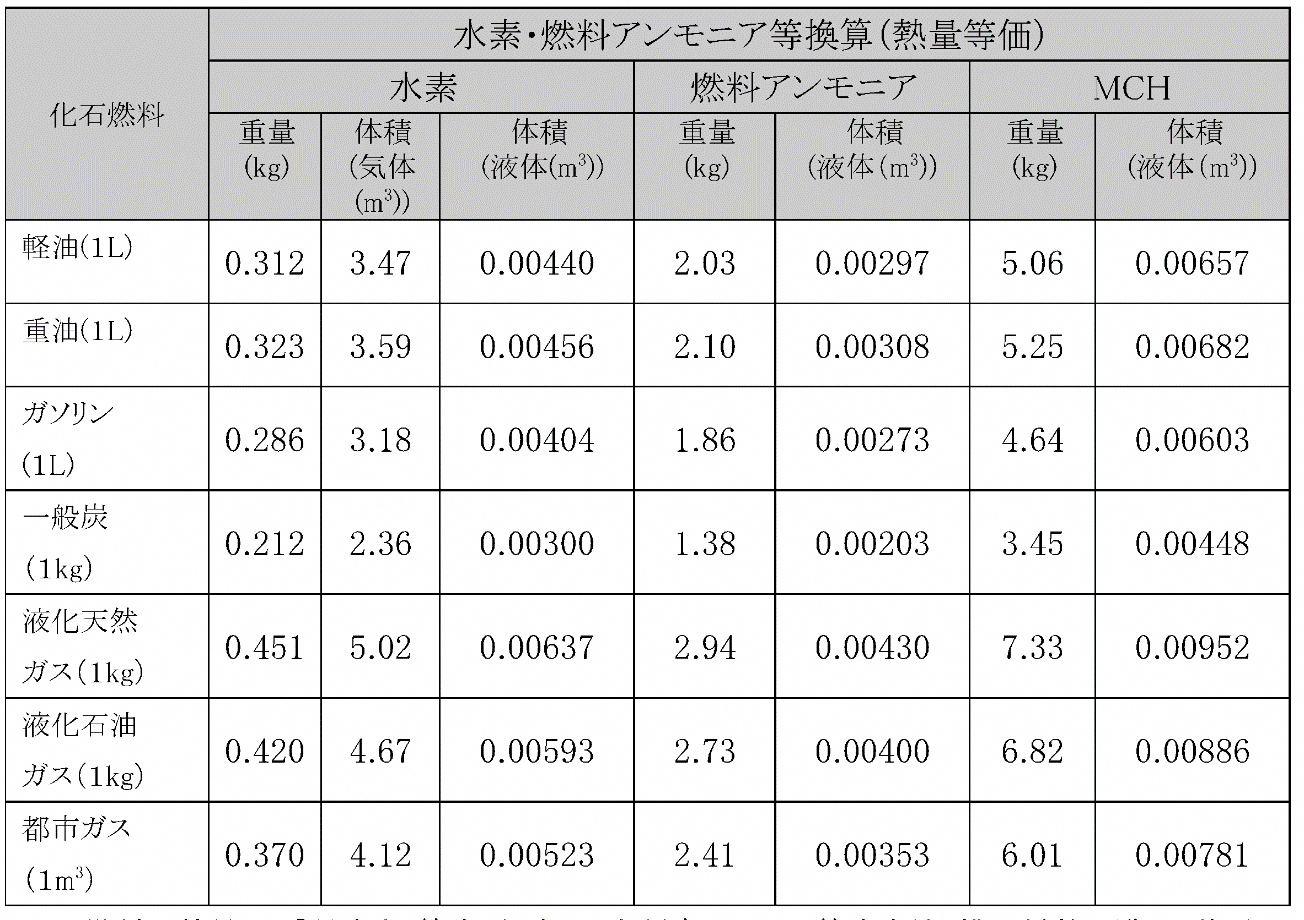 水素・燃料アンモニア等換算(熱量等価)
化石燃料
水素 燃料アンモニア MCH
重量 体積 体積 重量 体積 重量 体積
(kg) (気体 (液体(m³)) (kg) (液体(m³)) (kg) (液体(m³))
(m³))
軽油(1L)
0.312 3.47 0.00440 2.03 0.00297 5.06 0.00657
重油(1L)
0.323 3.59 0.00456 2.10 0.00308 5.25 0.00682
ガソリン
(1L)
0.286 3.18 0.00404 1.86 0.00273 4.64 0.00603
一般炭
(1kg)
0.212 2.36 0.00300 1.38 0.00203 3.45 0.00448
液化天然
ガス(1kg)
0.451 5.02 0.00637 2.94 0.00430 7.33 0.00952
液化石油
ガス(1kg)
0.420 4.67 0.00593 2.73 0.00400 6.82 0.00886
都市ガス
(1m³)
0.370 4.12 0.00523 2.41 0.00353 6.01 0.00781